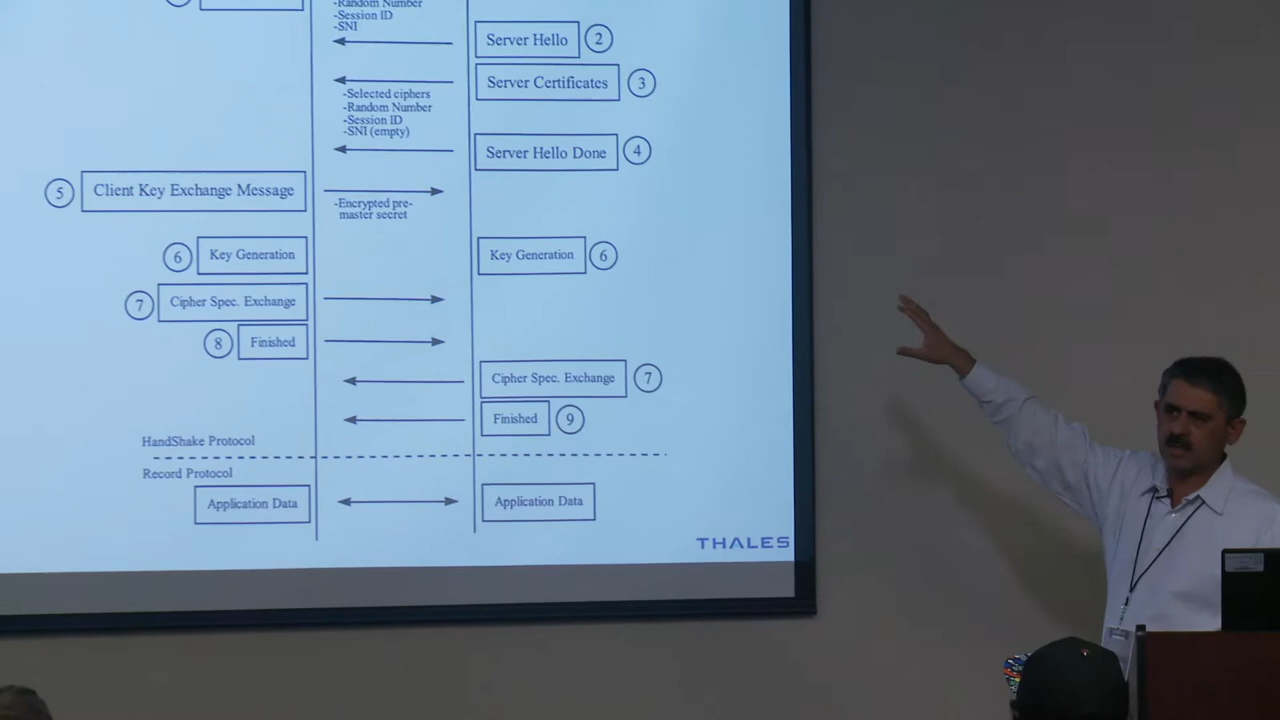 -Random Number
-Session ID
-SNI
Server Hello 2
Server Certificates 3
-Selected ciphers
-Random Number
-Session ID
-SNI (empty)
Server Hello Done 4
5 Client Key Exchange Message
-Encrypted pre-
master secret
6 Key Generation
Key Generation 6
7 Cipher Spec. Exchange
8 Finished
Cipher Spec. Exchange 7
Finished 9
HandShake Protocol
Record Protocol
Application Data
Application Data
THALES